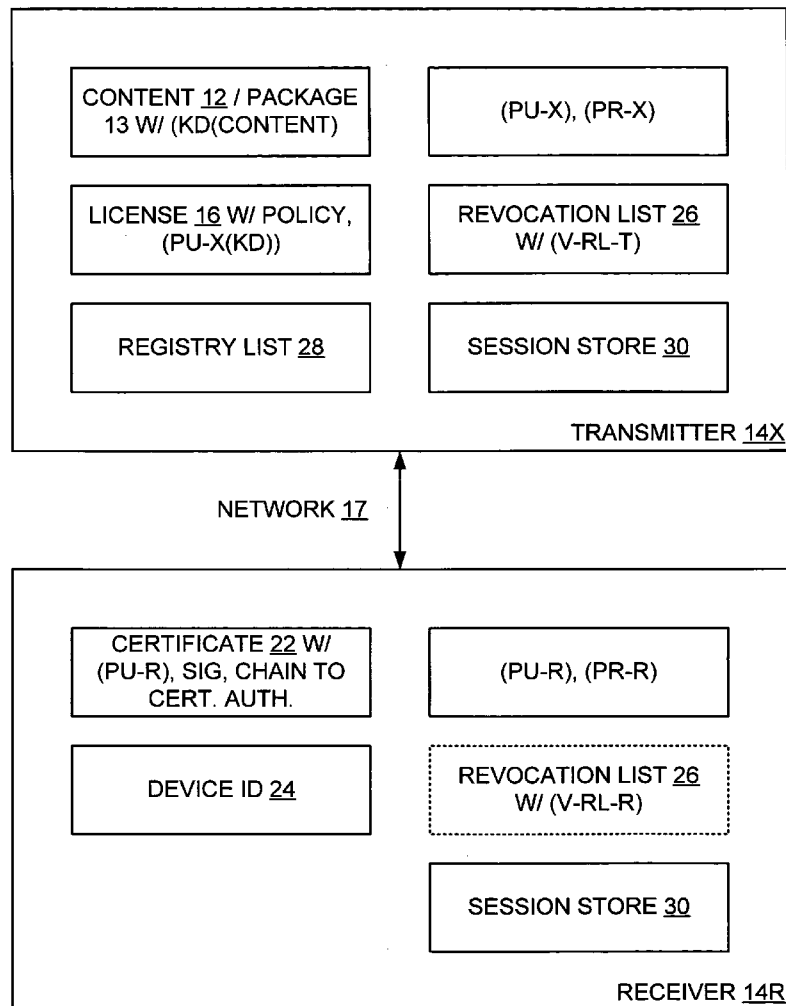 CONTENT 12 / PACKAGE
13 W/ (KD(CONTENT)
(PU-X), (PR-X)
LICENSE 16 W/ POLICY,
(PU-X(KD))
REVOCATION LIST 26
W/ (V-RL-T)
REGISTRY LIST 28
SESSION STORE 30
TRANSMITTER 14X
NETWORK 17
CERTIFICATE 22 W/
(PU-R), SIG, CHAIN TO
CERT. AUTH.
(PU-R), (PR-R)
DEVICE ID 24
REVOCATION LIST 26
W/ (V-RL-R)
SESSION STORE 30
RECEIVER 14R